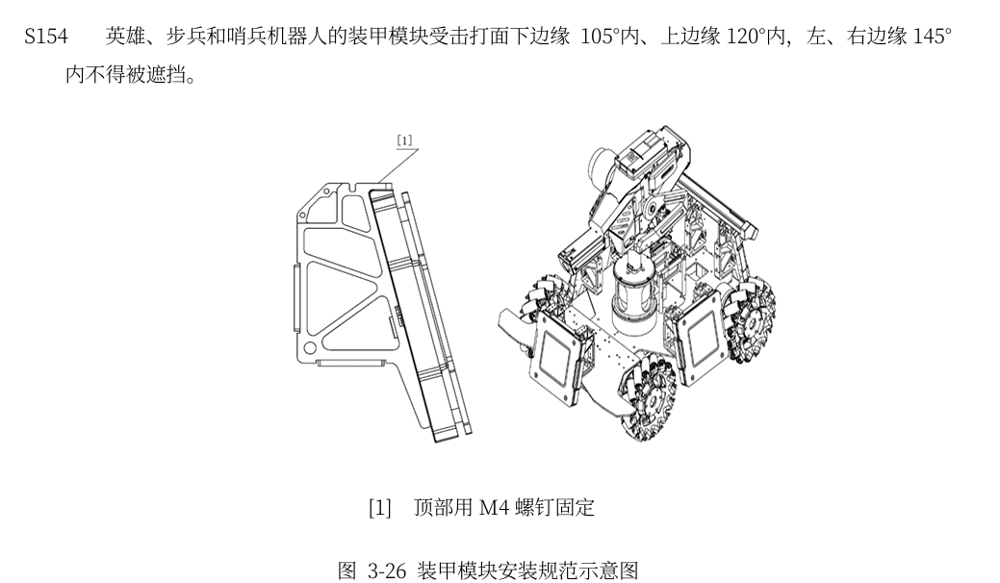 S154 英雄、步兵和哨兵机器人的装甲模块受击打面下边缘 105°内、上边缘 120°内，左、右边缘 145°
内不得被遮挡。
[1]
[1] 顶部用 M4 螺钉固定
图 3-26 装甲模块安装规范示意图